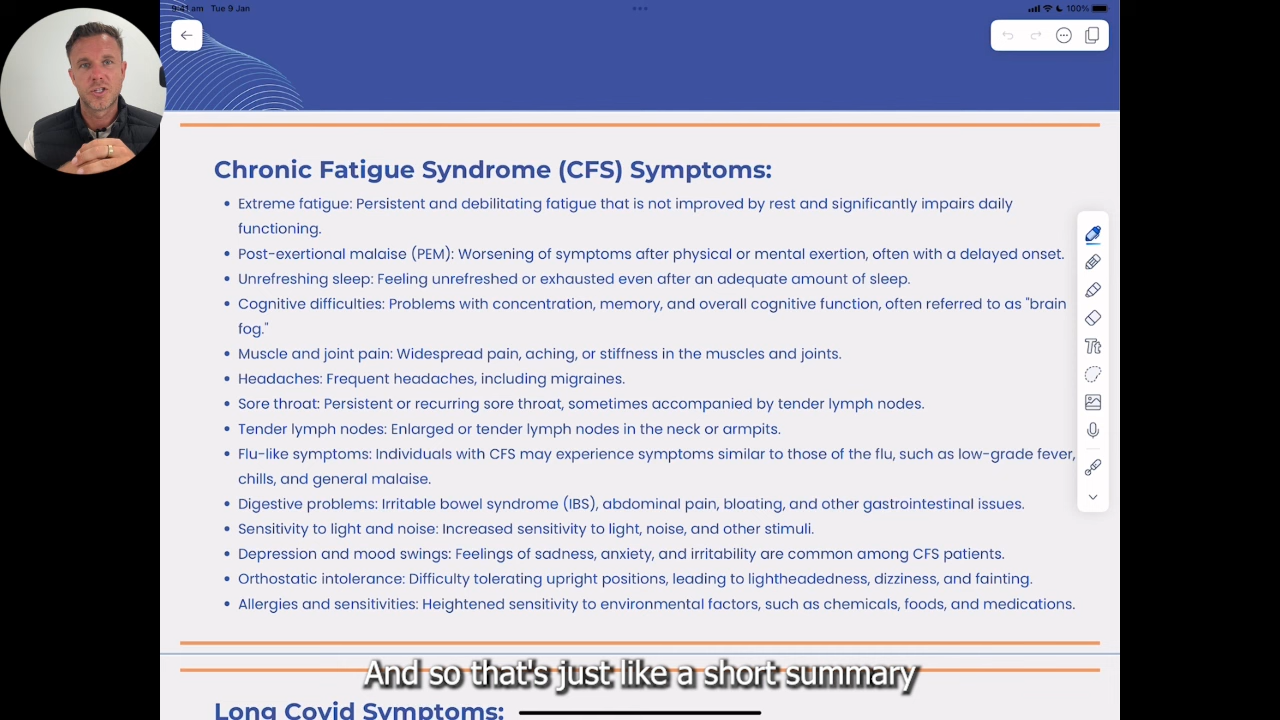 9:41 am Tue 9 Jan
100%
Chronic Fatigue Syndrome (CFS) Symptoms:
• Extreme fatigue: Persistent and debilitating fatigue that is not improved by rest and significantly impairs daily
functioning.
• Post-exertional malaise (PEM): Worsening of symptoms after physical or mental exertion, often with a delayed onset.
• Unrefreshing sleep: Feeling unrefreshed or exhausted even after an adequate amount of sleep.
• Cognitive difficulties: Problems with concentration, memory, and overall cognitive function, often referred to as "brain
fog."
• Muscle and joint pain: Widespread pain, aching, or stiffness in the muscles and joints.
• Headaches: Frequent headaches, including migraines.
• Sore throat: Persistent or recurring sore throat, sometimes accompanied by tender lymph nodes.
• Tender lymph nodes: Enlarged or tender lymph nodes in the neck or armpits.
• Flu-like symptoms: Individuals with CFS may experience symptoms similar to those of the flu, such as low-grade fever,
chills, and general malaise.
• Digestive problems: Irritable bowel syndrome (IBS), abdominal pain, bloating, and other gastrointestinal issues.
• Sensitivity to light and noise: Increased sensitivity to light, noise, and other stimuli.
• Depression and mood swings: Feelings of sadness, anxiety, and irritability are common among CFS patients.
• Orthostatic intolerance: Difficulty tolerating upright positions, leading to lightheadedness, dizziness, and fainting.
• Allergies and sensitivities: Heightened sensitivity to environmental factors, such as chemicals, foods, and medications.
And so that's just like a short summary
Long Covid Symptoms:
Tt